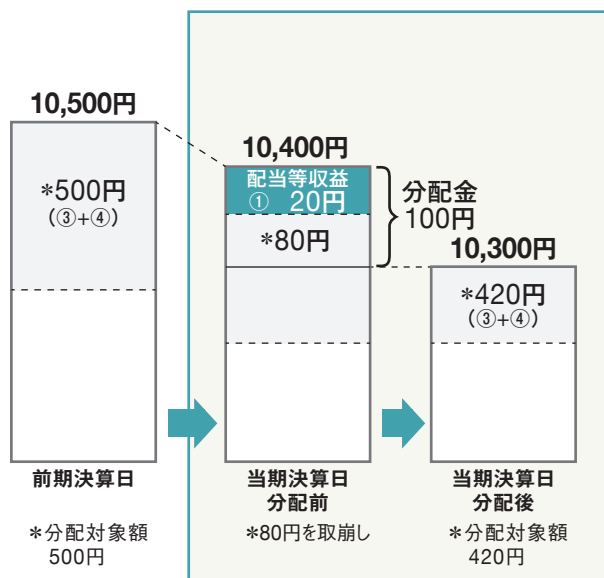 10,500円
*500円
(③+④)
前期決算日
*分配対象額
500円
10,400円
配当等収益
① 20円
*80円
分配金
100円
当期決算日
分配前
*80円を取崩し
10,300円
*420円
(③+④)
当期決算日
分配後
*分配対象額
420円